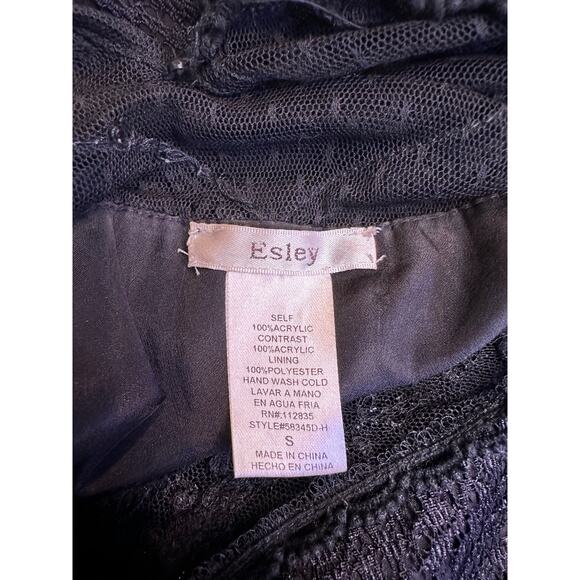 Esley
SELF
100%ACRYLIC
CONTRAST
100%ACRYLIC
LINING
100%POLYESTER
HAND WASH COLD
LAVAR A MANO
EN AGUA FRIA
RN#:112835
STYLE#58345D-H
S
MADE IN CHINA
HECHO EN CHINA